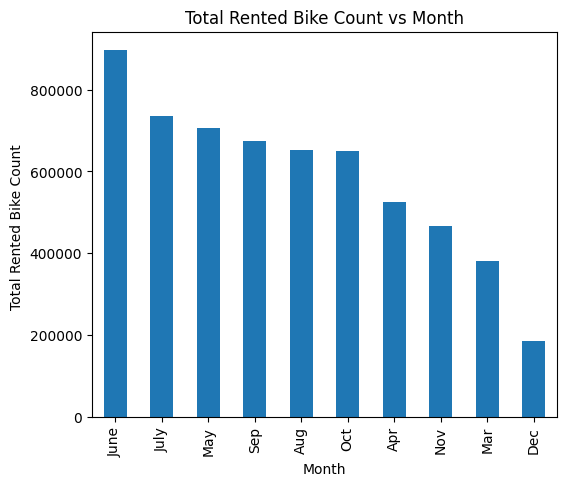 Total Rented Bike Count vs Month
Total Rented Bike Count
800000
600000
400000
200000
0
June
July
May
Sep
Aug
Oct
Apr
Nov
Mar
Dec
Month